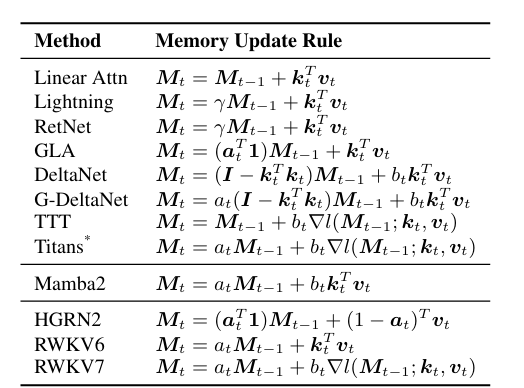 Method Memory Update Rule
Linear Attn $\boldsymbol{M}_t = \boldsymbol{M}_{t-1} + \boldsymbol{k}_t^T \boldsymbol{v}_t$
Lightning $\boldsymbol{M}_t = \gamma \boldsymbol{M}_{t-1} + \boldsymbol{k}_t^T \boldsymbol{v}_t$
RetNet $\boldsymbol{M}_t = \gamma \boldsymbol{M}_{t-1} + \boldsymbol{k}_t^T \boldsymbol{v}_t$
GLA $\boldsymbol{M}_t = (\boldsymbol{a}_t^T \boldsymbol{1}) \boldsymbol{M}_{t-1} + \boldsymbol{k}_t^T \boldsymbol{v}_t$
DeltaNet $\boldsymbol{M}_t = (\boldsymbol{I} - \boldsymbol{k}_t^T \boldsymbol{k}_t) \boldsymbol{M}_{t-1} + b_t \boldsymbol{k}_t^T \boldsymbol{v}_t$
G-DeltaNet $\boldsymbol{M}_t = a_t (\boldsymbol{I} - \boldsymbol{k}_t^T \boldsymbol{k}_t) \boldsymbol{M}_{t-1} + b_t \boldsymbol{k}_t^T \boldsymbol{v}_t$
TTT $\boldsymbol{M}_t = \boldsymbol{M}_{t-1} + b_t \nabla l(\boldsymbol{M}_{t-1}; \boldsymbol{k}_t, \boldsymbol{v}_t)$
Titans* $\boldsymbol{M}_t = a_t \boldsymbol{M}_{t-1} + b_t \nabla l(\boldsymbol{M}_{t-1}; \boldsymbol{k}_t, \boldsymbol{v}_t)$
Mamba2 $\boldsymbol{M}_t = a_t \boldsymbol{M}_{t-1} + b_t \boldsymbol{k}_t^T \boldsymbol{v}_t$
HGRN2 $\boldsymbol{M}_t = (\boldsymbol{a}_t^T \boldsymbol{1}) \boldsymbol{M}_{t-1} + (1 - \boldsymbol{a}_t)^T \boldsymbol{v}_t$
RWKV6 $\boldsymbol{M}_t = a_t \boldsymbol{M}_{t-1} + \boldsymbol{k}_t^T \boldsymbol{v}_t$
RWKV7 $\boldsymbol{M}_t = a_t \boldsymbol{M}_{t-1} + b_t \nabla l(\boldsymbol{M}_{t-1}; \boldsymbol{k}_t, \boldsymbol{v}_t)$